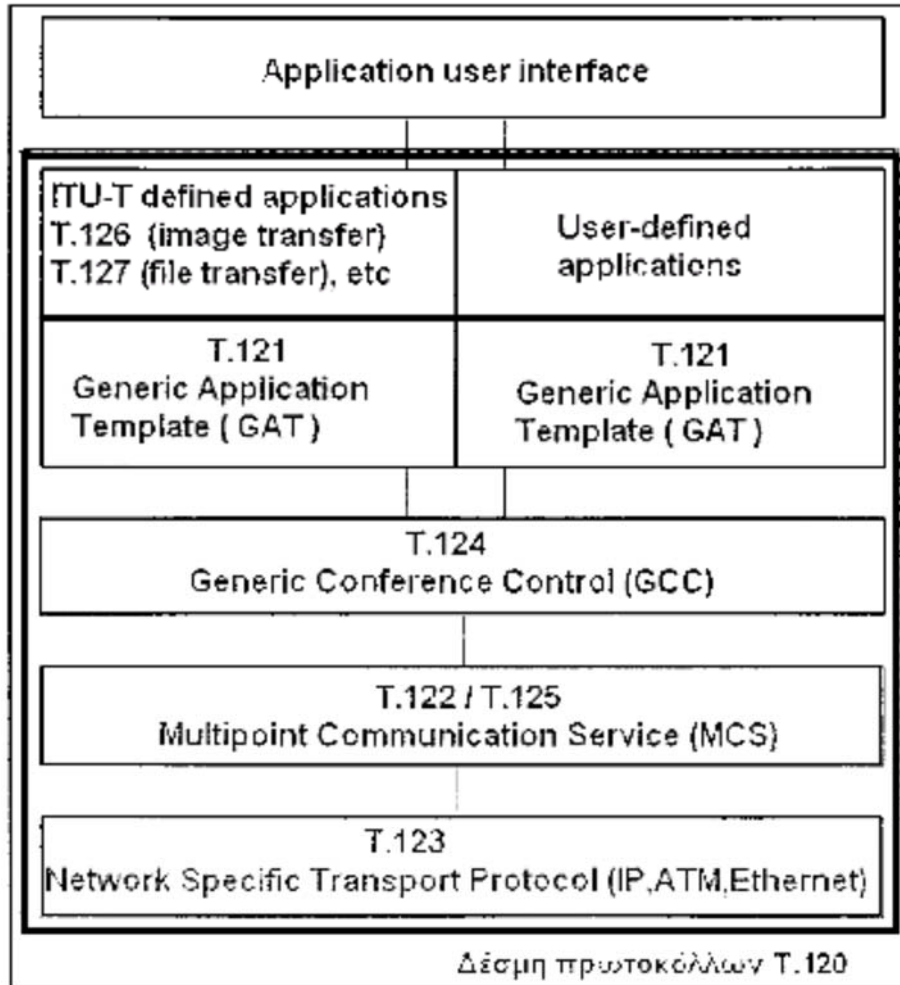 Application user interface
ITU-T defined applications
T.126 (image transfer)
T.127 (file transfer), etc
User-defined
applications
T.121
Generic Application
Template ( GAT )
T.121
Generic Application
Template ( GAT )
T.124
Generic Conference Control (GCC)
T.122 / T.125
Multipoint Communication Service (MCS)
T.123
Network Specific Transport Protocol (IP,ATM,Ethernet)
Δέσμη πρωτοκόλλων T.120